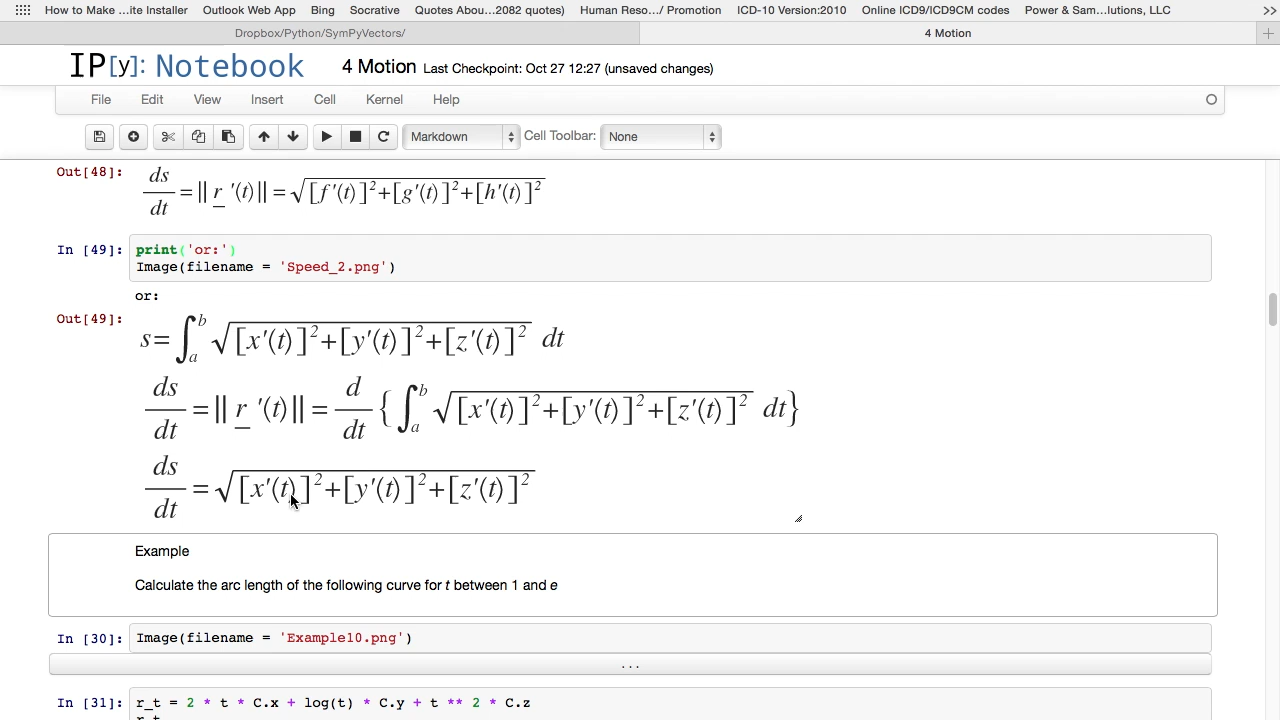 How to Make ...ite Installer Outlook Web App Bing Socrative Quotes Abou...2082 quotes) Human Reso.../ Promotion ICD-10 Version:2010 Online ICD9/ICD9CM codes Power & Sam...lutions, LLC >>
Dropbox/Python/SymPyVectors/ 4 Motion +
IP[y]: Notebook 4 Motion Last Checkpoint: Oct 27 12:27 (unsaved changes)
File Edit View Insert Cell Kernel Help
Markdown Cell Toolbar: None
Out[48]: ds/dt = || r '(t) || = √[f'(t)]²+[g'(t)]²+[h'(t)]²
In [49]: print('or:')
Image(filename = 'Speed_2.png')
or:
Out[49]: s=∫ₐᵇ √[x'(t)]²+[y'(t)]²+[z'(t)]² dt
ds/dt = || r '(t) || = d/dt {∫ₐᵇ √[x'(t)]²+[y'(t)]²+[z'(t)]² dt}
ds/dt = √[x'(t)]²+[y'(t)]²+[z'(t)]²
Example
Calculate the arc length of the following curve for t between 1 and e
In [30]: Image(filename = 'Example10.png')
...
In [31]: r_t = 2 * t * C.x + log(t) * C.y + t ** 2 * C.z
r_t